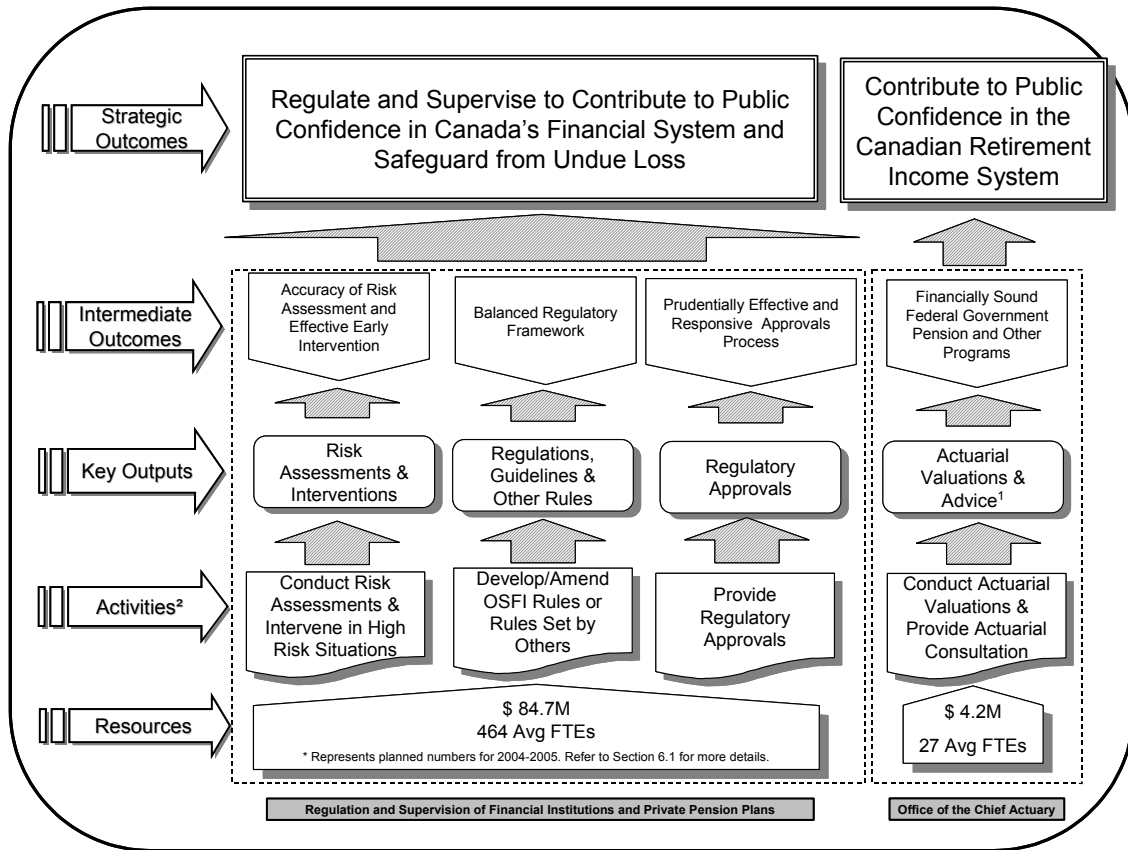 Strategic
Outcomes
Regulate and Supervise to Contribute to Public
Confidence in Canada's Financial System and
Safeguard from Undue Loss
Contribute to Public
Confidence in the
Canadian Retirement
Income System
Intermediate
Outcomes
Accuracy of Risk
Assessment and
Effective Early
Intervention
Balanced Regulatory
Framework
Prudentially Effective and
Responsive Approvals
Process
Financially Sound
Federal Government
Pension and Other
Programs
Key Outputs
Risk
Assessments &
Interventions
Regulations,
Guidelines &
Other Rules
Regulatory
Approvals
Actuarial
Valuations &
Advice¹
Activities²
Conduct Risk
Assessments &
Intervene in High
Risk Situations
Develop/Amend
OSFI Rules or
Rules Set by
Others
Provide
Regulatory
Approvals
Conduct Actuarial
Valuations &
Provide Actuarial
Consultation
Resources
$ 84.7M
464 Avg FTEs
* Represents planned numbers for 2004-2005. Refer to Section 6.1 for more details.
$ 4.2M
27 Avg FTEs
Regulation and Supervision of Financial Institutions and Private Pension Plans
Office of the Chief Actuary